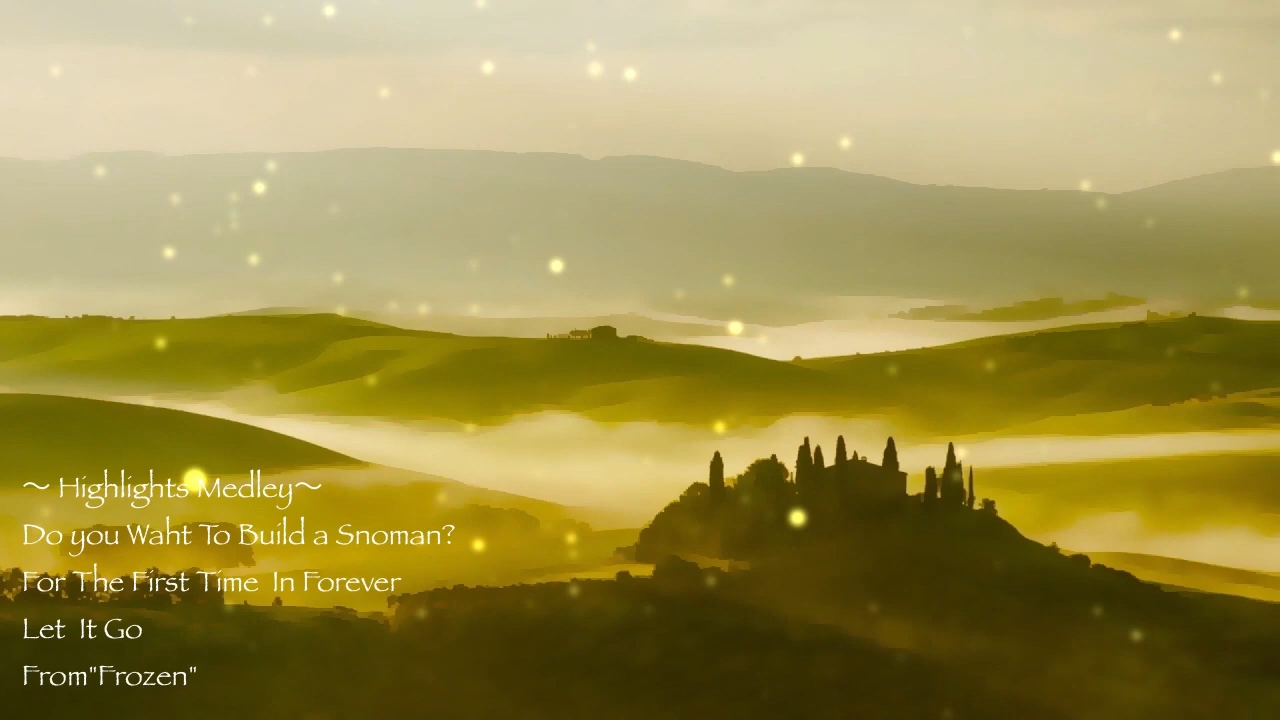 ～ Highlights Medley～
Do you Waht To Build a Snoman?
For The First Time In Forever
Let It Go
From"Frozen"